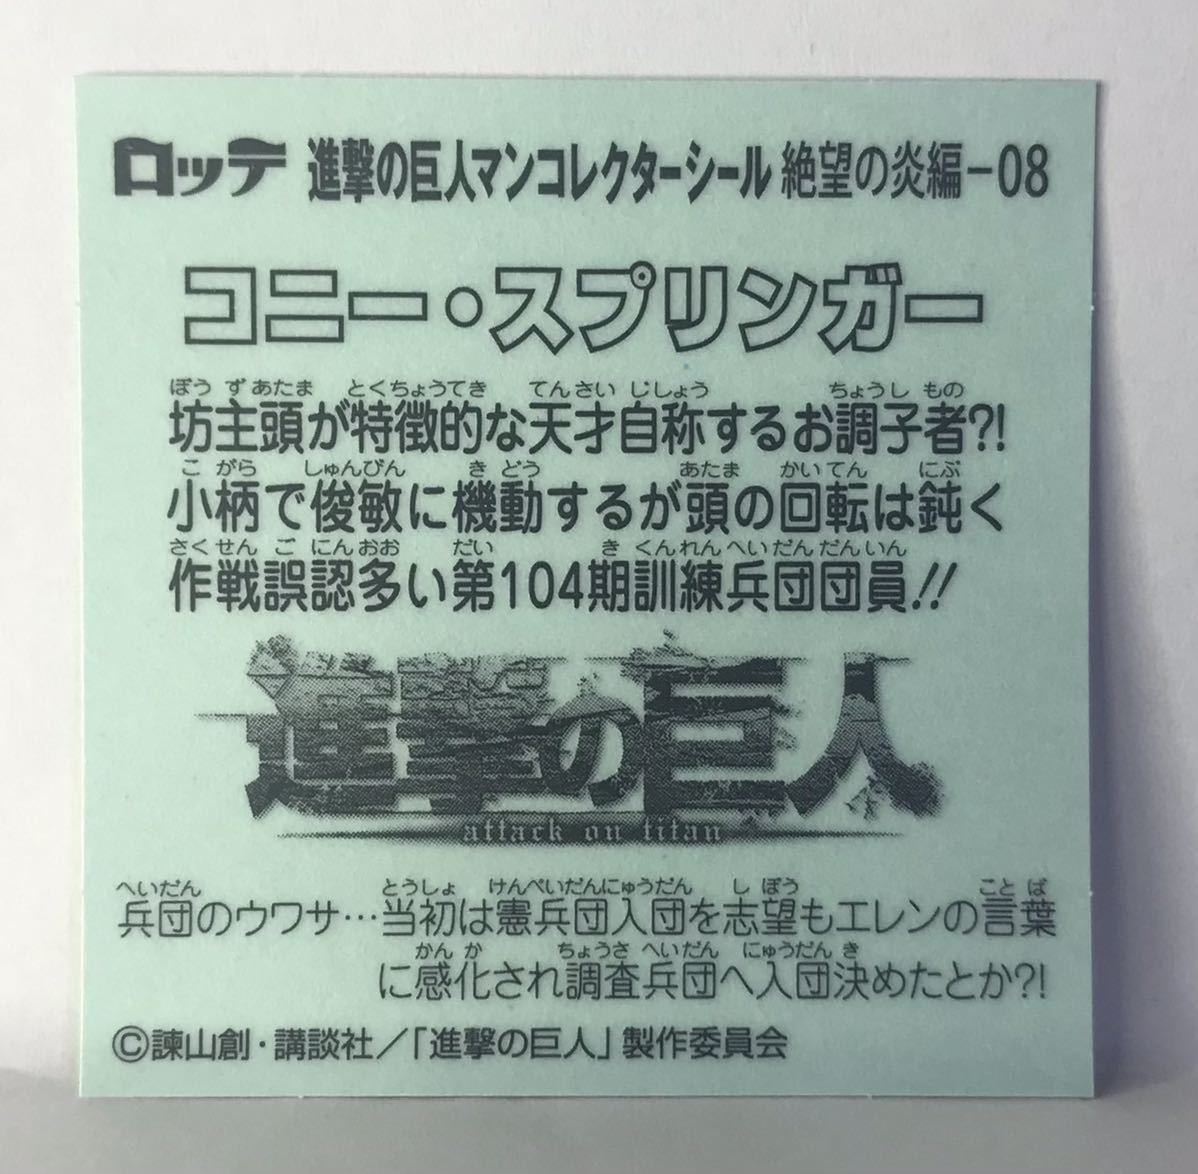 ロッテ 進撃の巨人マンコレクターシール 絶望の炎編-08
コニー・スプリンガー
ぼうずあたま とくちょうてき てんさい じしょう ちょうしもの
坊主頭が特徴的な天才自称するお調子者?!
こがら しゅんびん きどう あたま かいてん にぶ
小柄で俊敏に機動するが頭の回転は鈍く
さくせんごにんおお だい きくんれんへいだんだんいん
作戦誤認多い第104期訓練兵団団員!!
進撃の巨人
attack on titan
へいだん とうしょ けんぺいだんにゅうだん しぼう ことば
兵団のウワサ…当初は憲兵団入団を志望もエレンの言葉
かんか ちょうさへいだん にゅうだんき
に感化され調査兵団へ入団決めたとか?!
©諫山創・講談社/「進撃の巨人」製作委員会